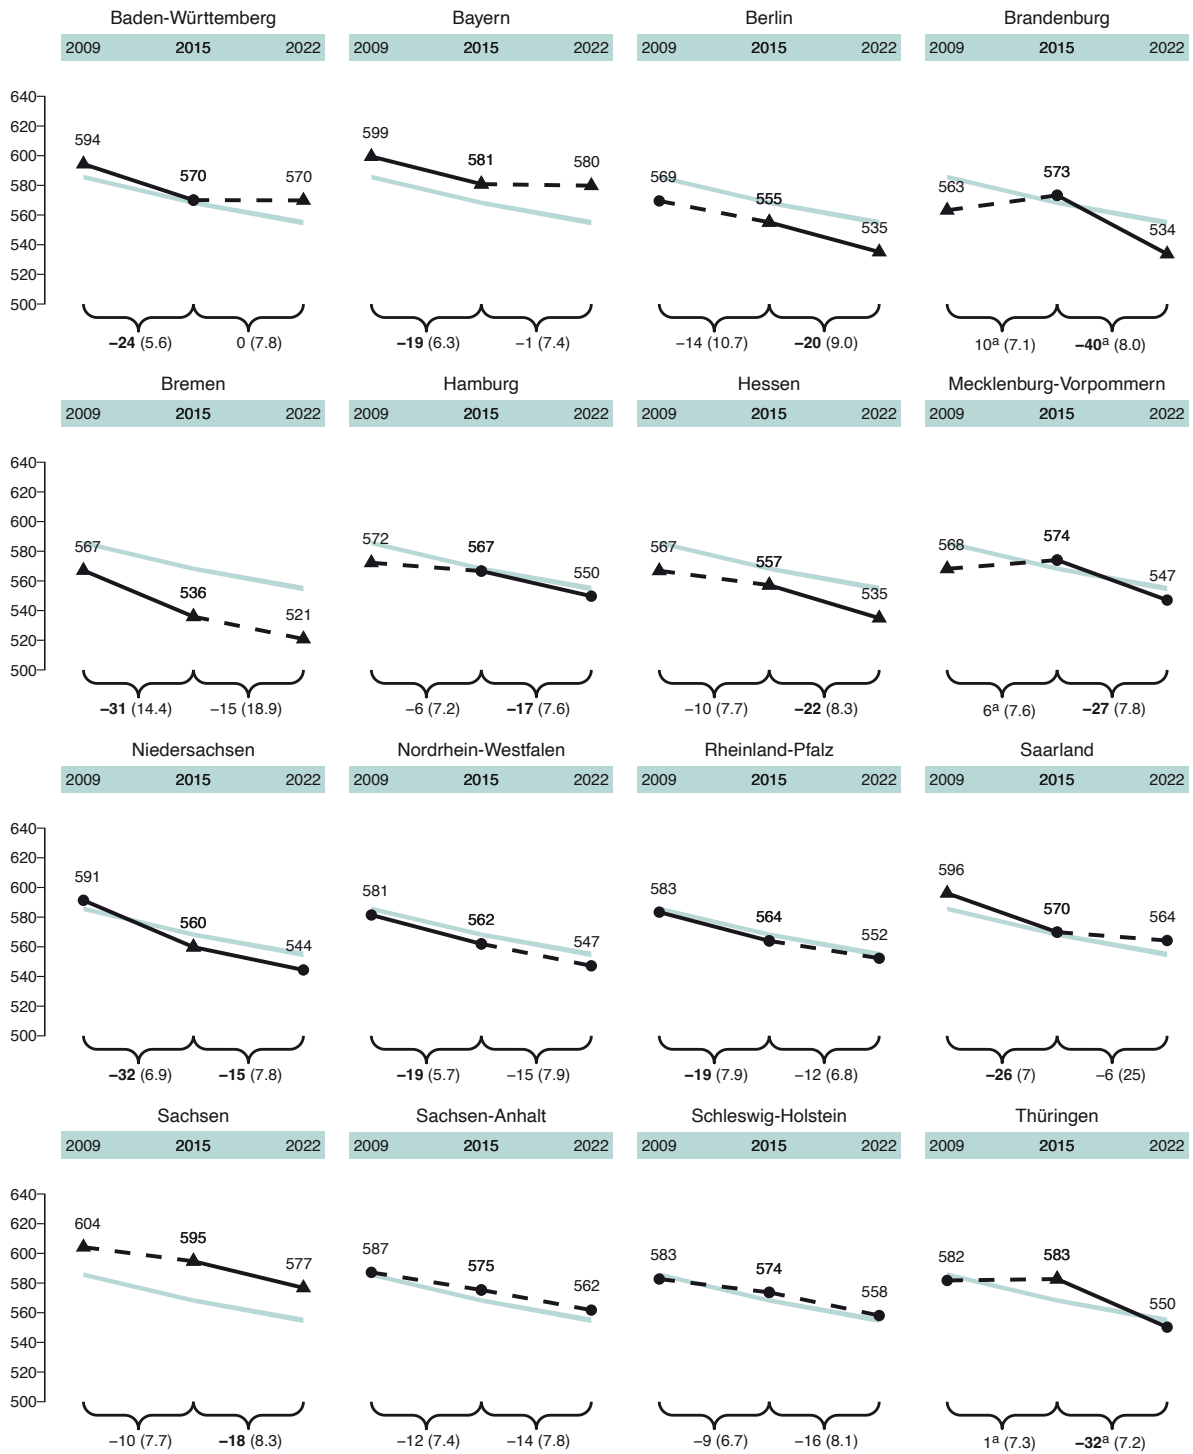 Baden-Württemberg Bayern Berlin Brandenburg
2009 2015 2022 2009 2015 2022 2009 2015 2022 2009 2015 2022
640
620
600
580
560
540
520
500
594 570 570
599 581 580
569 555 535
563 573 534
−24 (5.6) 0 (7.8) −19 (6.3) −1 (7.4) −14 (10.7) −20 (9.0) 10ª (7.1) −40ª (8.0)
Bremen Hamburg Hessen Mecklenburg-Vorpommern
2009 2015 2022 2009 2015 2022 2009 2015 2022 2009 2015 2022
640
620
600
580
560
540
520
500
567 536 521
572 567 550
567 557 535
568 574 547
−31 (14.4) −15 (18.9) −6 (7.2) −17 (7.6) −10 (7.7) −22 (8.3) 6ª (7.6) −27 (7.8)
Niedersachsen Nordrhein-Westfalen Rheinland-Pfalz Saarland
2009 2015 2022 2009 2015 2022 2009 2015 2022 2009 2015 2022
640
620
600
580
560
540
520
500
591 560 544
581 562 547
583 564 552
596 570 564
−32 (6.9) −15 (7.8) −19 (5.7) −15 (7.9) −19 (7.9) −12 (6.8) −26 (7) −6 (25)
Sachsen Sachsen-Anhalt Schleswig-Holstein Thüringen
2009 2015 2022 2009 2015 2022 2009 2015 2022 2009 2015 2022
640
620
600
580
560
540
520
500
604 595 577
587 575 562
583 574 558
582 583 550
−10 (7.7) −18 (8.3) −12 (7.4) −14 (7.8) −9 (6.7) −16 (8.1) 1ª (7.3) −32ª (7.2)